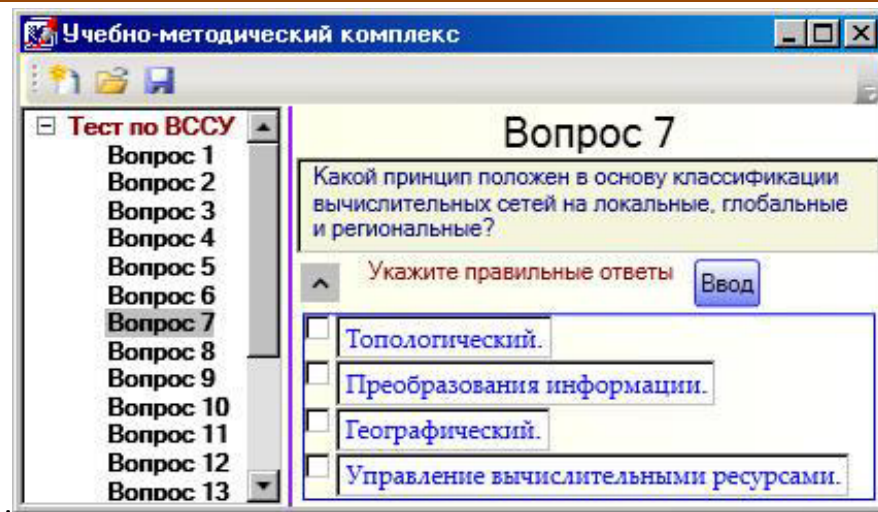 Учебно-методический комплекс
Тест по ВССУ
Вопрос 1
Вопрос 2
Вопрос 3
Вопрос 4
Вопрос 5
Вопрос 6
Вопрос 7
Вопрос 8
Вопрос 9
Вопрос 10
Вопрос 11
Вопрос 12
Вопрос 13
Вопрос 7
Какой принцип положен в основу классификации
вычислительных сетей на локальные, глобальные
и региональные?
Укажите правильные ответы
Ввод
Топологический.
Преобразования информации.
Географический.
Управление вычислительными ресурсами.